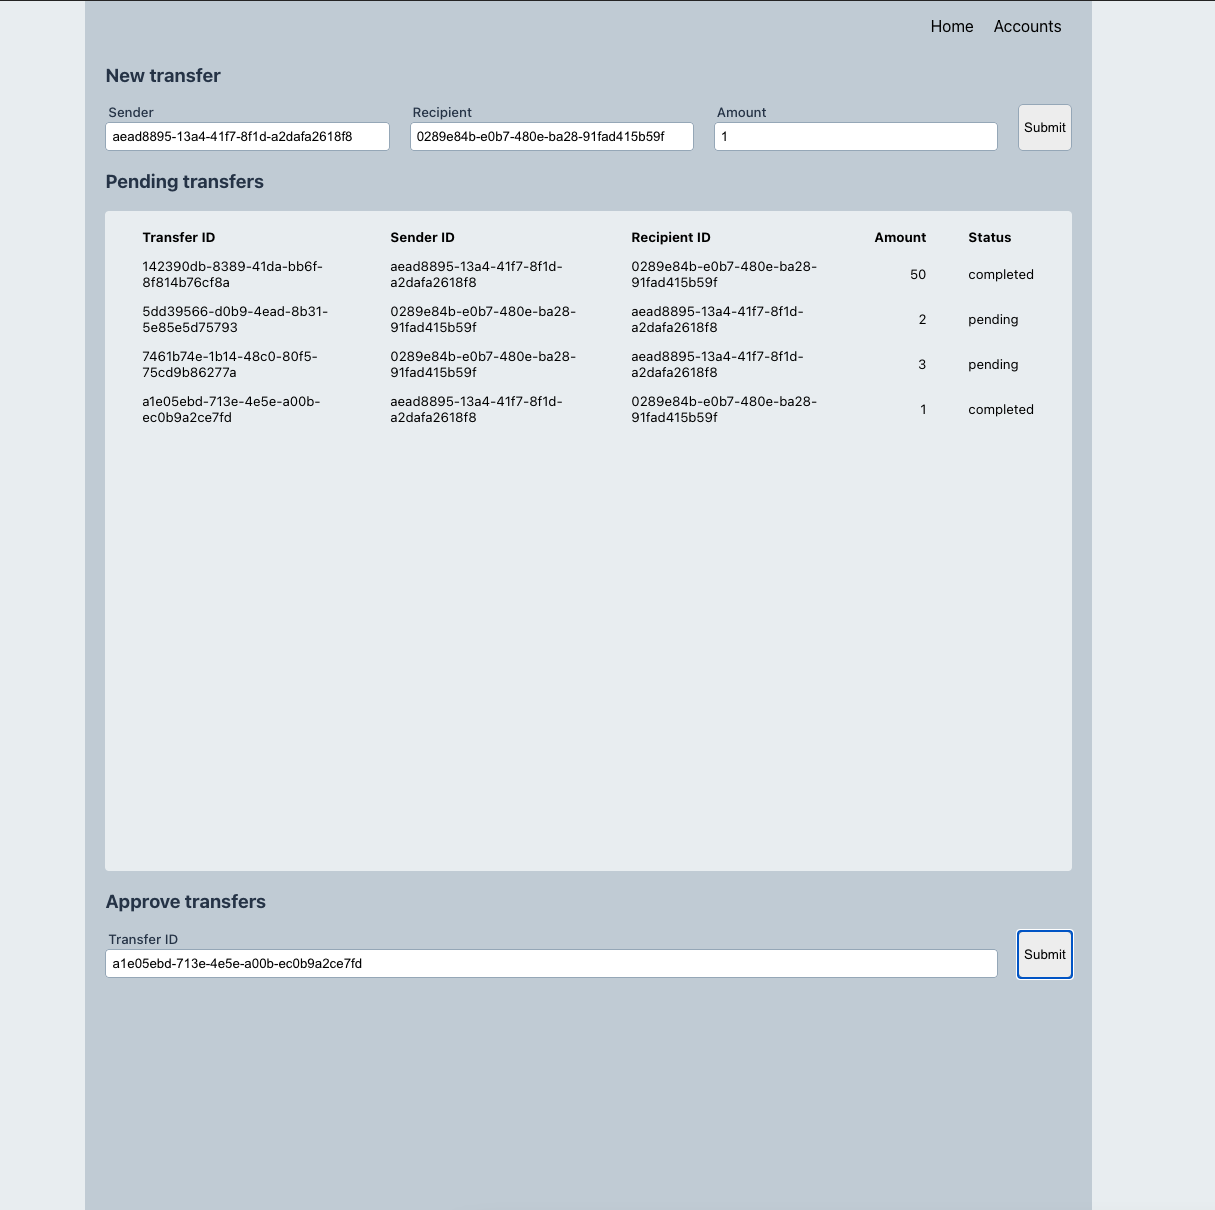 Home Accounts
New transfer
Sender Recipient Amount
aead8895-13a4-41f7-8f1d-a2dafa2618f8 0289e84b-e0b7-480e-ba28-91fad415b59f 1 Submit
Pending transfers
Transfer ID Sender ID Recipient ID Amount Status
142390db-8389-41da-bb6f- aead8895-13a4-41f7-8f1d- 0289e84b-e0b7-480e-ba28- 50 completed
8f814b76cf8a a2dafa2618f8 91fad415b59f
5dd39566-d0b9-4ead-8b31- 0289e84b-e0b7-480e-ba28- aead8895-13a4-41f7-8f1d- 2 pending
5e85e5d75793 91fad415b59f a2dafa2618f8
7461b74e-1b14-48c0-80f5- 0289e84b-e0b7-480e-ba28- aead8895-13a4-41f7-8f1d- 3 pending
75cd9b86277a 91fad415b59f a2dafa2618f8
a1e05ebd-713e-4e5e-a00b- aead8895-13a4-41f7-8f1d- 0289e84b-e0b7-480e-ba28- 1 completed
ec0b9a2ce7fd a2dafa2618f8 91fad415b59f
Approve transfers
Transfer ID
a1e05ebd-713e-4e5e-a00b-ec0b9a2ce7fd Submit